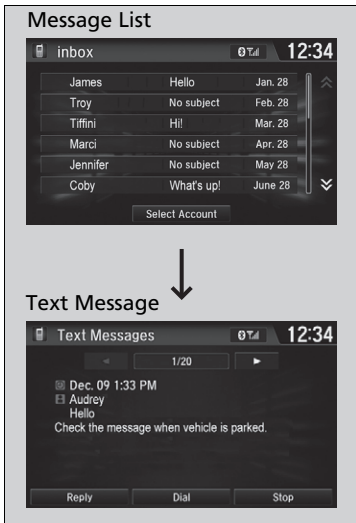 Message List
inbox 12:34
James Hello Jan. 28
Troy No subject Feb. 28
Tiffini Hi! Mar. 28
Marci No subject Apr. 28
Jennifer No subject May 28
Coby What's up! June 28
Select Account
Text Message
Text Messages 12:34
1/20
Dec. 09 1:33 PM
Audrey
Hello
Check the message when vehicle is parked.
Reply Dial Stop